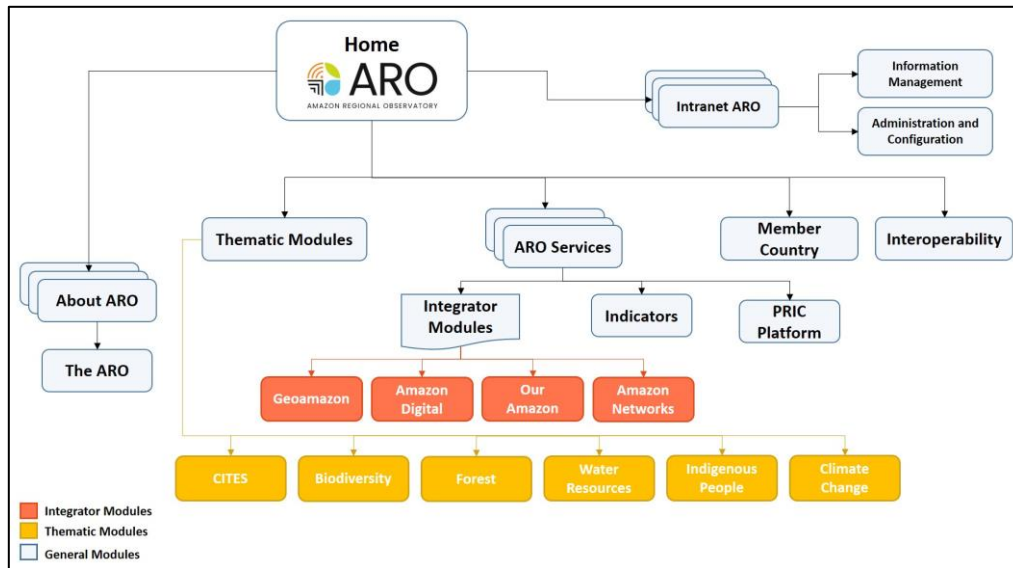 Home
ARO
AMAZON REGIONAL OBSERVATORY
Intranet ARO
Information
Management
Administration and
Configuration
Thematic Modules
ARO Services
Member
Country
Interoperability
About ARO
The ARO
Integrator
Modules
Indicators
PRIC
Platform
Geoamazon
Amazon
Digital
Our
Amazon
Amazon
Networks
CITES
Biodiversity
Forest
Water
Resources
Indigenous
People
Climate
Change
Integrator Modules
Thematic Modules
General Modules